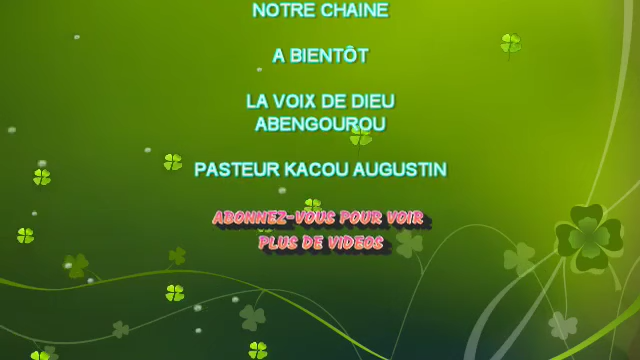 NOTRE CHAINE
A BIENTÔT
LA VOIX DE DIEU
ABENGOUROU
PASTEUR KACOU AUGUSTIN
ABONNEZ-VOUS POUR VOIR
PLUS DE VIDEOS